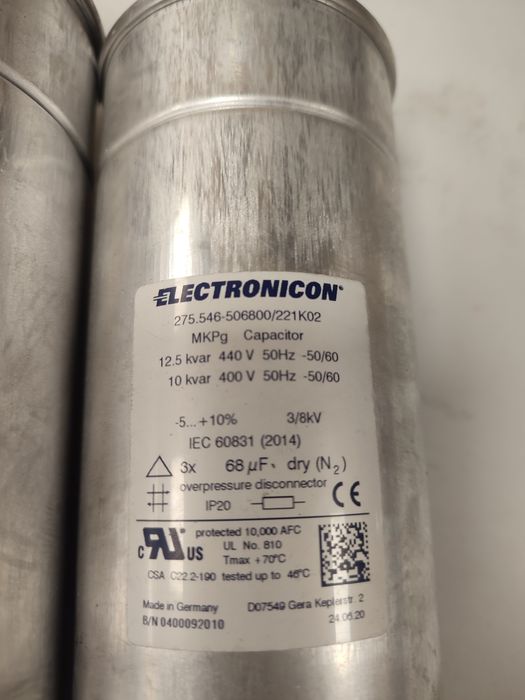 ELECTRONICON®
275.546-506800/221K02
MKPg Capacitor
12.5 kvar 440 V 50Hz -50/60
10 kvar 400 V 50Hz -50/60
-5...+10% 3/8kV
IEC 60831 (2014)
3x 68 µF, dry (N₂)
overpressure disconnector
IP20 CE
protected 10,000 AFC
c RU US UL No. 810
Tmax +70°C
CSA C22.2-190 tested up to 46°C
Made in Germany D07549 Gera Keplerstr. 2
B/N 0400092010 24.06.20